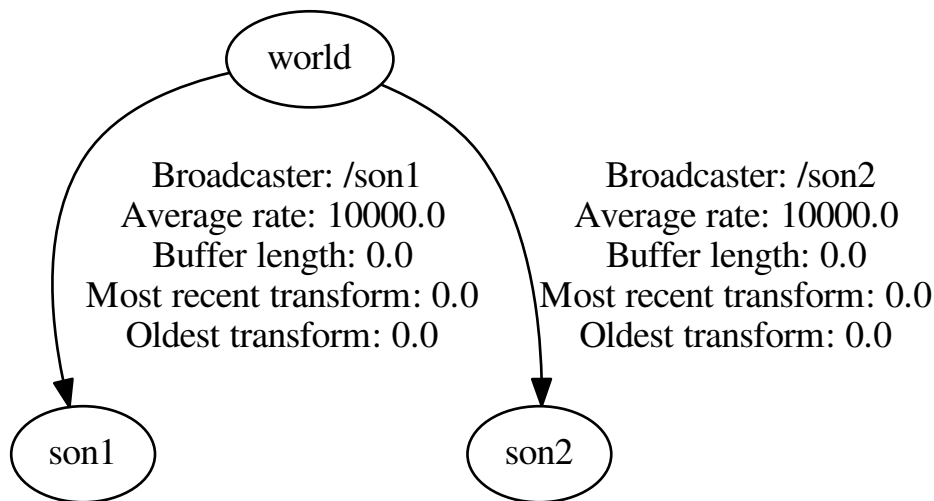 world
Broadcaster: /son1
Average rate: 10000.0
Buffer length: 0.0
Most recent transform: 0.0
Oldest transform: 0.0
Broadcaster: /son2
Average rate: 10000.0
Buffer length: 0.0
Most recent transform: 0.0
Oldest transform: 0.0
son1
son2